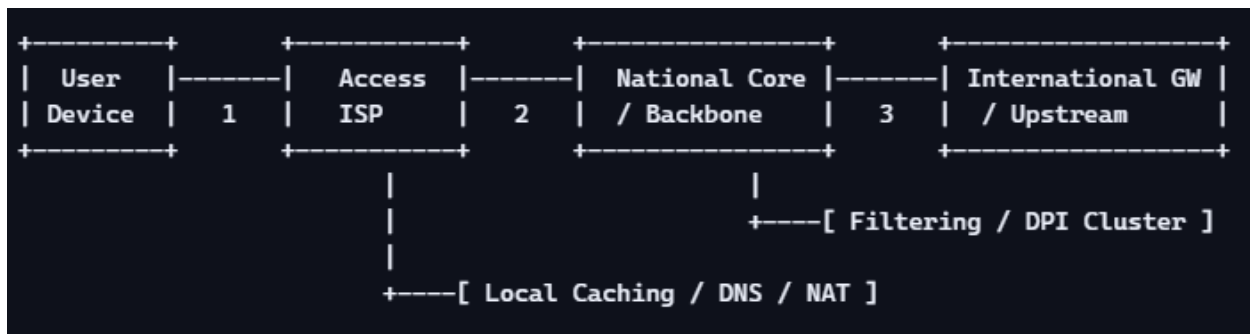 User Access National Core International GW
Device 1 ISP 2 / Backbone 3 / Upstream
[ Filtering / DPI Cluster ]
[ Local Caching / DNS / NAT ]